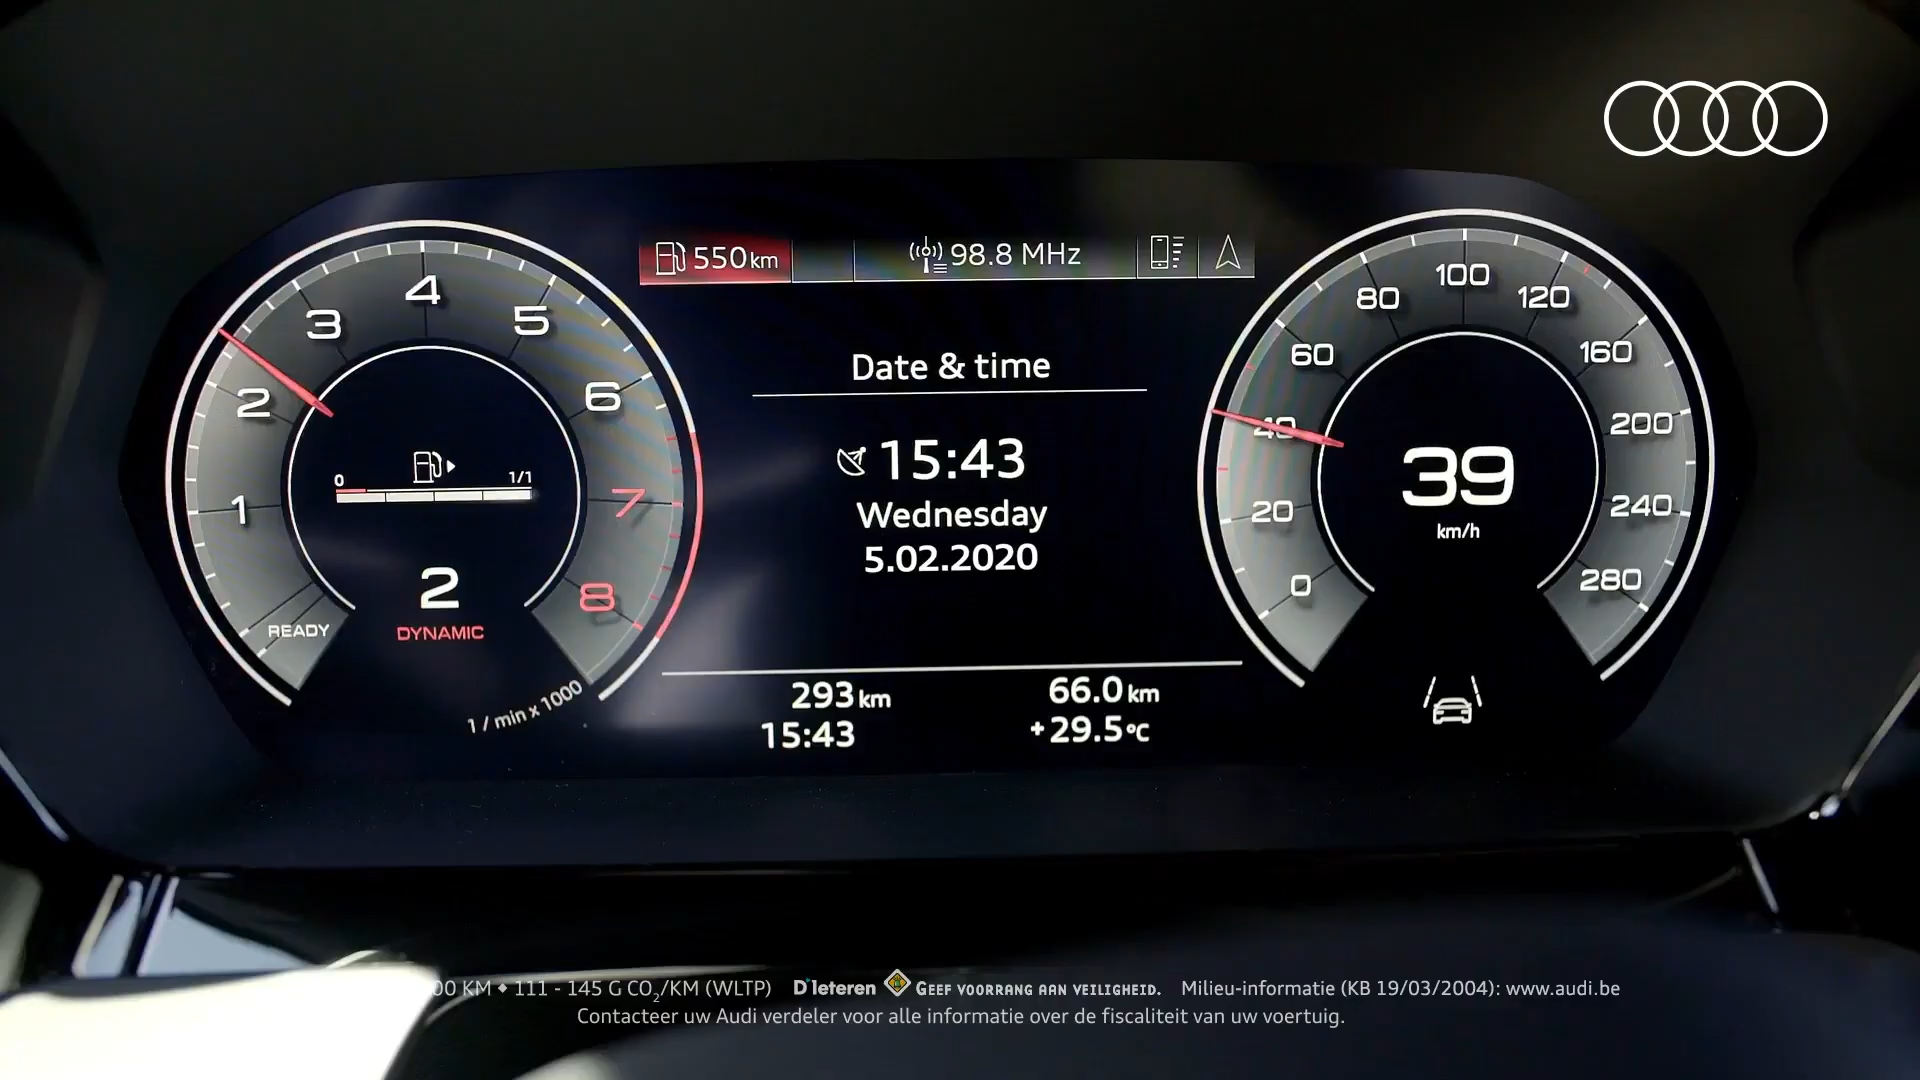 550 km 98.8 MHz
1 2 3 4 5 6 7 8
0 1/1
2
READY DYNAMIC
1 / min x 1000
Date & time
15:43
Wednesday
5.02.2020
293 km 66.0 km
15:43 +29.5 °C
0 20 40 60 80 100 120 160 200 240 280
39
km/h
00 KM ◆ 111 - 145 G CO₂/KM (WLTP) D'Ieteren GEEF VOORRANG AAN VEILIGHEID. Milieu-informatie (KB 19/03/2004): www.audi.be
Contacteer uw Audi verdeler voor alle informatie over de fiscaliteit van uw voertuig.